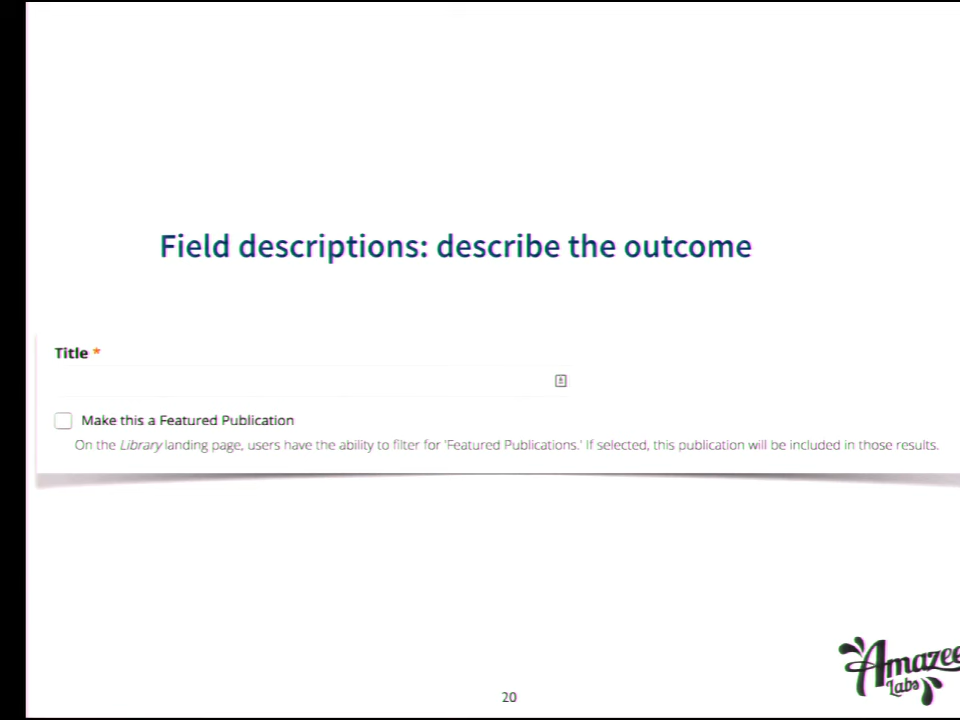 Field descriptions: describe the outcome
Title *
Make this a Featured Publication
On the Library landing page, users have the ability to filter for 'Featured Publications.' If selected, this publication will be included in those results.
Amazee
Labs
20